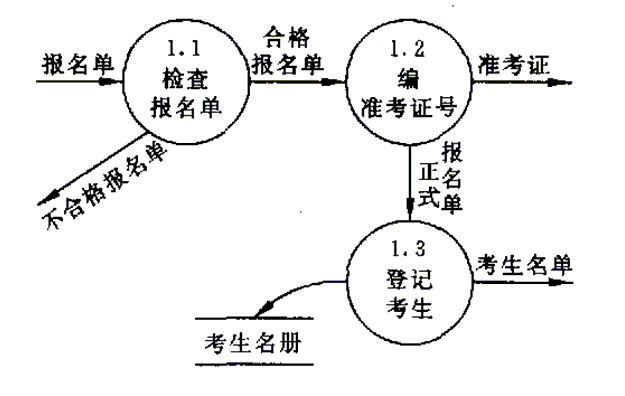 报名单
1.1
检查
报名单
合格
报名单
1.2
编
准考证号
准考证
不合格报名单
正式
报名单
1.3
登记
考生
考生名单
考生名册